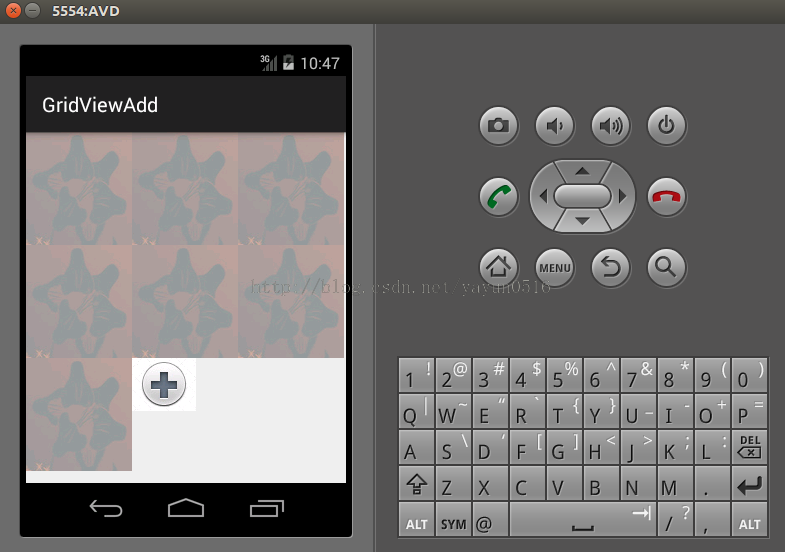 5554:AVD
3G 10:47
GridViewAdd
MENU
http://blog.csdn.net/yayun0516
1 ! 2 @ 3 # 4 $ 5 % 6 ^ 7 & 8 * 9 ( 0 )
Q | W ~ E “ R ` T { Y } U _ I - O + P =
A S \ D ' F [ G ] H < J > K ; L : DEL
Z X C V B N M .
ALT SYM @ / ? , ALT